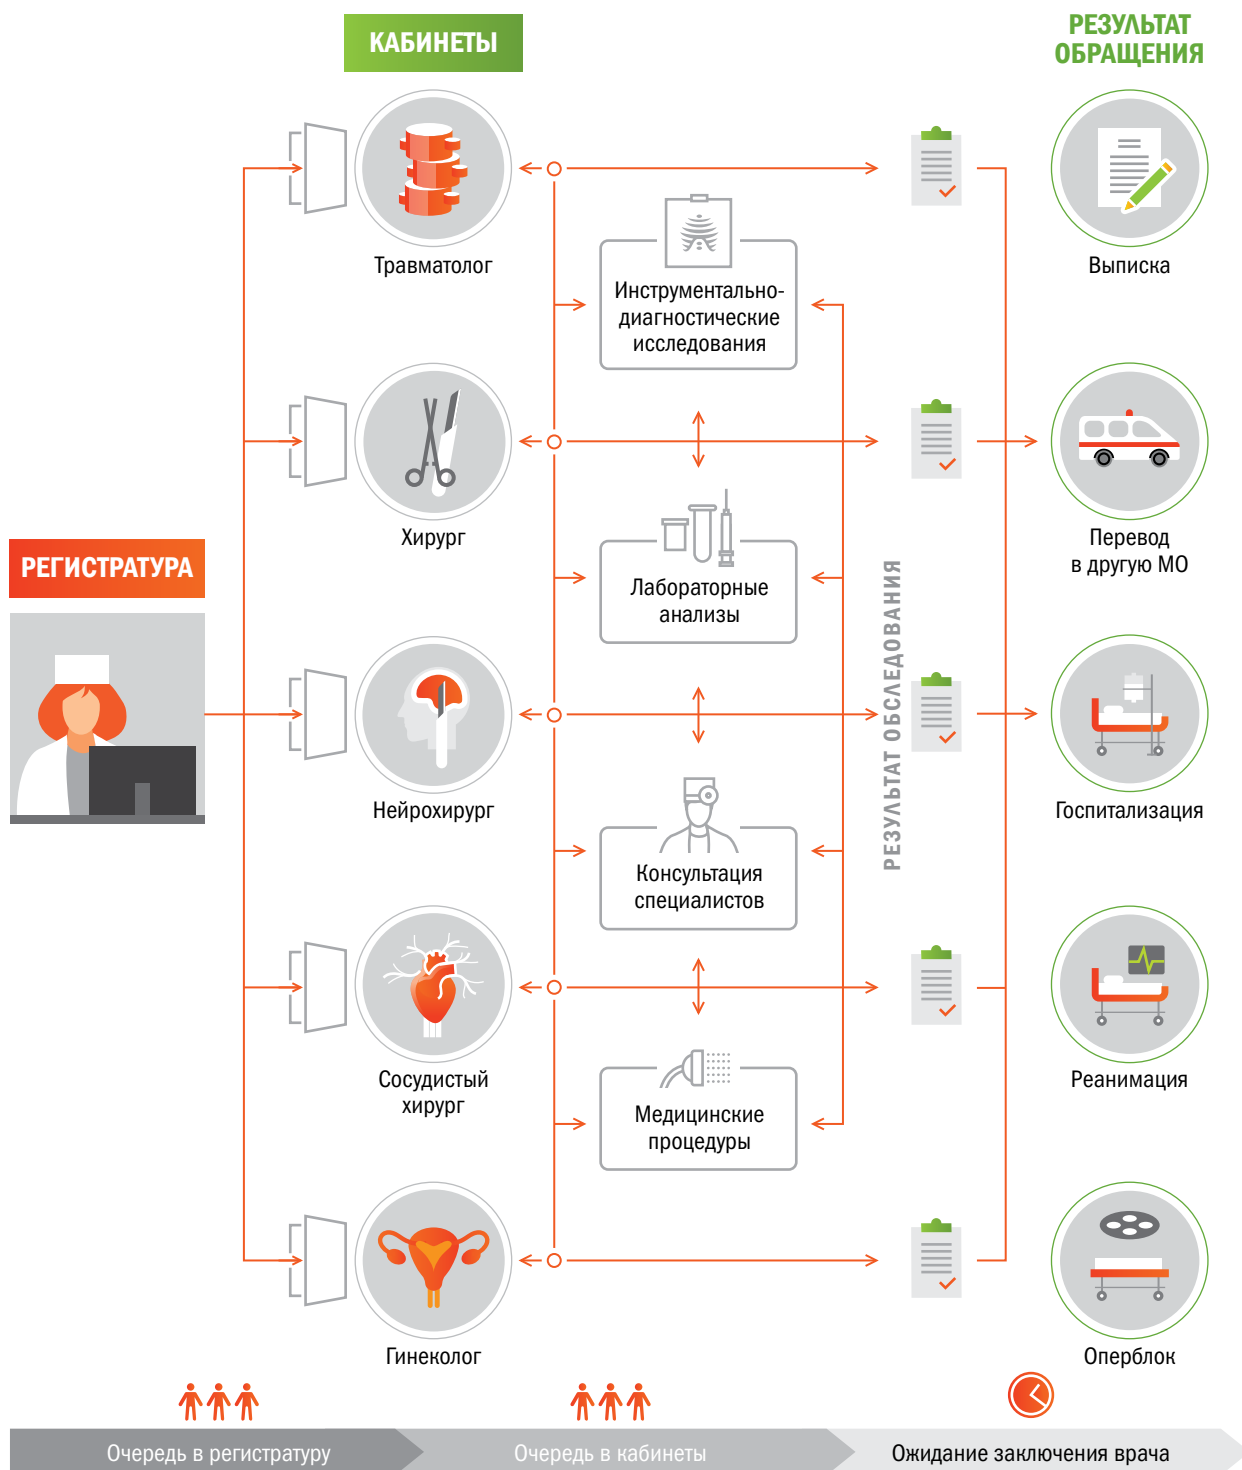 КАБИНЕТЫ
РЕЗУЛЬТАТ
ОБРАЩЕНИЯ
Травматолог
Инструментально-
диагностические
исследования
Выписка
Хирург
Перевод
в другую МО
РЕГИСТРАТУРА
Лабораторные
анализы
РЕЗУЛЬТАТ ОБСЛЕДОВАНИЯ
Нейрохирург
Госпитализация
Консультация
специалистов
Сосудистый
хирург
Реанимация
Медицинские
процедуры
Гинеколог
Оперблок
Очередь в регистратуру
Очередь в кабинеты
Ожидание заключения врача